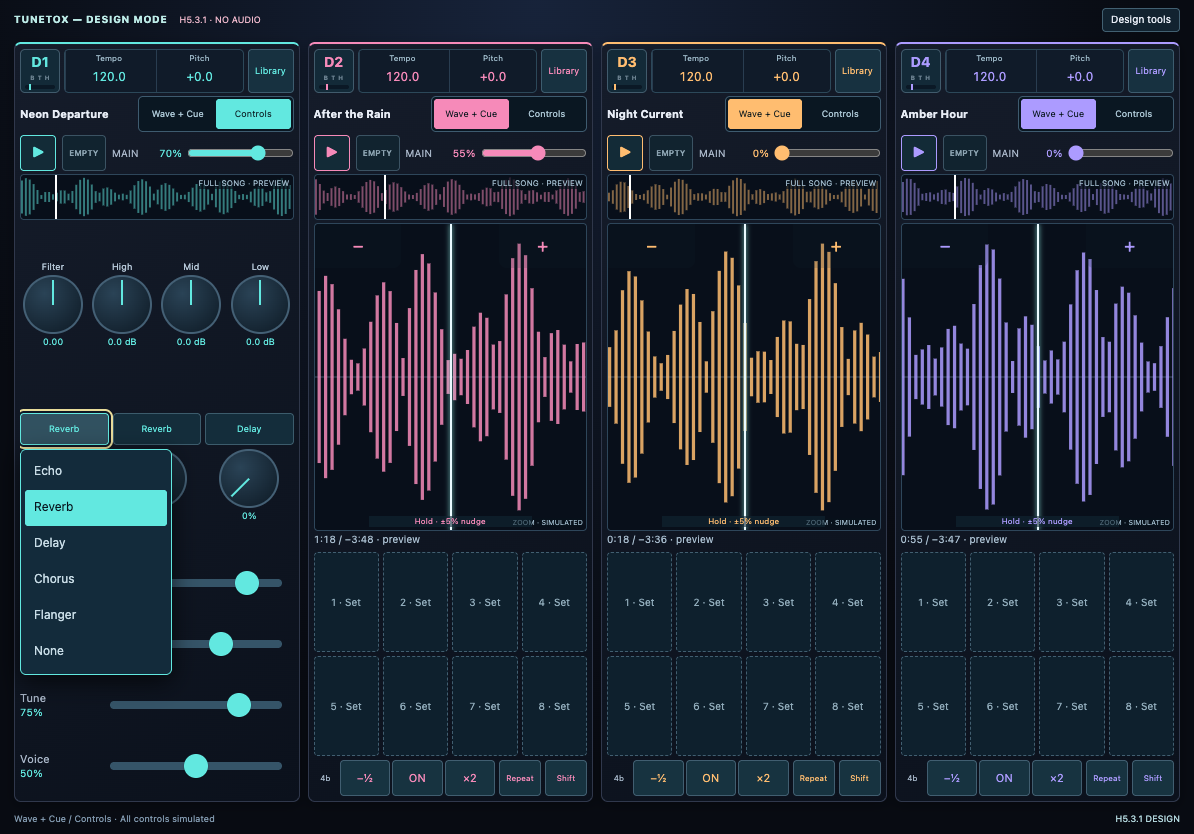 TUNETOX — DESIGN MODE H5.3.1 · NO AUDIO Design tools
D1 BTH Tempo 120.0 Pitch +0.0 Library
Neon Departure Wave + Cue Controls
EMPTY MAIN 70%
FULL SONG · PREVIEW
Filter High Mid Low
0.00 0.0 dB 0.0 dB 0.0 dB
Reverb Reverb Delay
Echo
Reverb
Delay
Chorus
Flanger
None
0%
Tune
75%
Voice
50%
D2 BTH Tempo 120.0 Pitch +0.0 Library
After the Rain Wave + Cue Controls
EMPTY MAIN 55%
FULL SONG · PREVIEW
− +
Hold · ±5% nudge ZOOM · SIMULATED
1:18 / −3:48 · preview
1 · Set 2 · Set 3 · Set 4 · Set
5 · Set 6 · Set 7 · Set 8 · Set
4b −½ ON ×2 Repeat Shift
D3 BTH Tempo 120.0 Pitch +0.0 Library
Night Current Wave + Cue Controls
EMPTY MAIN 0%
FULL SONG · PREVIEW
− +
Hold · ±5% nudge ZOOM · SIMULATED
0:18 / −3:36 · preview
1 · Set 2 · Set 3 · Set 4 · Set
5 · Set 6 · Set 7 · Set 8 · Set
4b −½ ON ×2 Repeat Shift
D4 BTH Tempo 120.0 Pitch +0.0 Library
Amber Hour Wave + Cue Controls
EMPTY MAIN 0%
FULL SONG · PREVIEW
− +
Hold · ±5% nudge ZOOM · SIMULATED
0:55 / −3:47 · preview
1 · Set 2 · Set 3 · Set 4 · Set
5 · Set 6 · Set 7 · Set 8 · Set
4b −½ ON ×2 Repeat Shift
Wave + Cue / Controls · All controls simulated H5.3.1 DESIGN